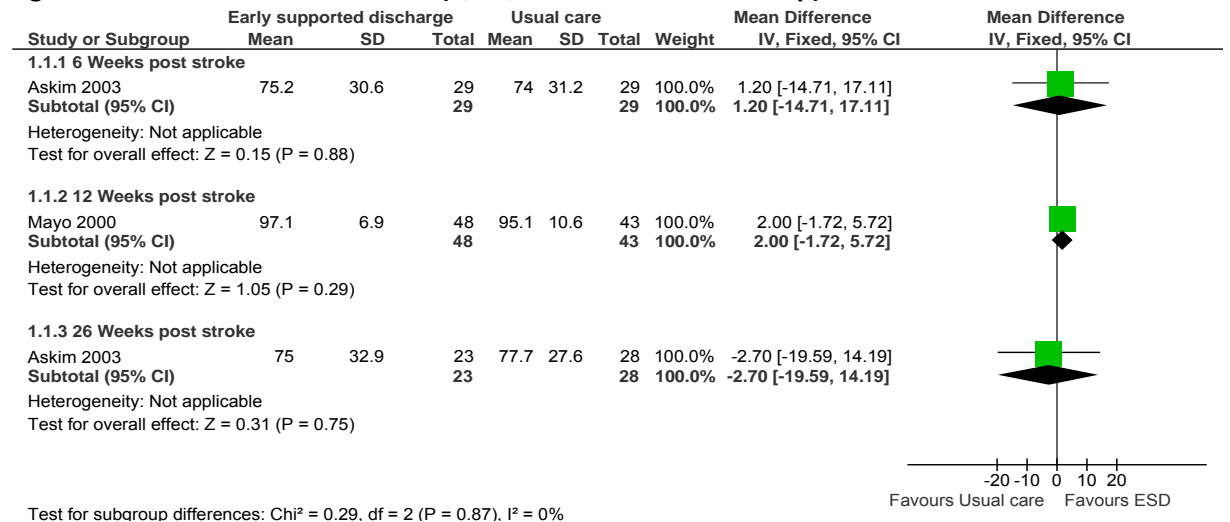 Early supported discharge Usual care Mean Difference Mean Difference
Study or Subgroup Mean SD Total Mean SD Total Weight IV, Fixed, 95% CI IV, Fixed, 95% CI
1.1.1 6 Weeks post stroke
Askim 2003 75.2 30.6 29 74 31.2 29 100.0% 1.20 [-14.71, 17.11]
Subtotal (95% CI) 29 29 100.0% 1.20 [-14.71, 17.11]
Heterogeneity: Not applicable
Test for overall effect: Z = 0.15 (P = 0.88)
1.1.2 12 Weeks post stroke
Mayo 2000 97.1 6.9 48 95.1 10.6 43 100.0% 2.00 [-1.72, 5.72]
Subtotal (95% CI) 48 43 100.0% 2.00 [-1.72, 5.72]
Heterogeneity: Not applicable
Test for overall effect: Z = 1.05 (P = 0.29)
1.1.3 26 Weeks post stroke
Askim 2003 75 32.9 23 77.7 27.6 28 100.0% -2.70 [-19.59, 14.19]
Subtotal (95% CI) 23 28 100.0% -2.70 [-19.59, 14.19]
Heterogeneity: Not applicable
Test for overall effect: Z = 0.31 (P = 0.75)
-20 -10 0 10 20
Favours Usual care Favours ESD
Test for subgroup differences: Chi² = 0.29, df = 2 (P = 0.87), I² = 0%